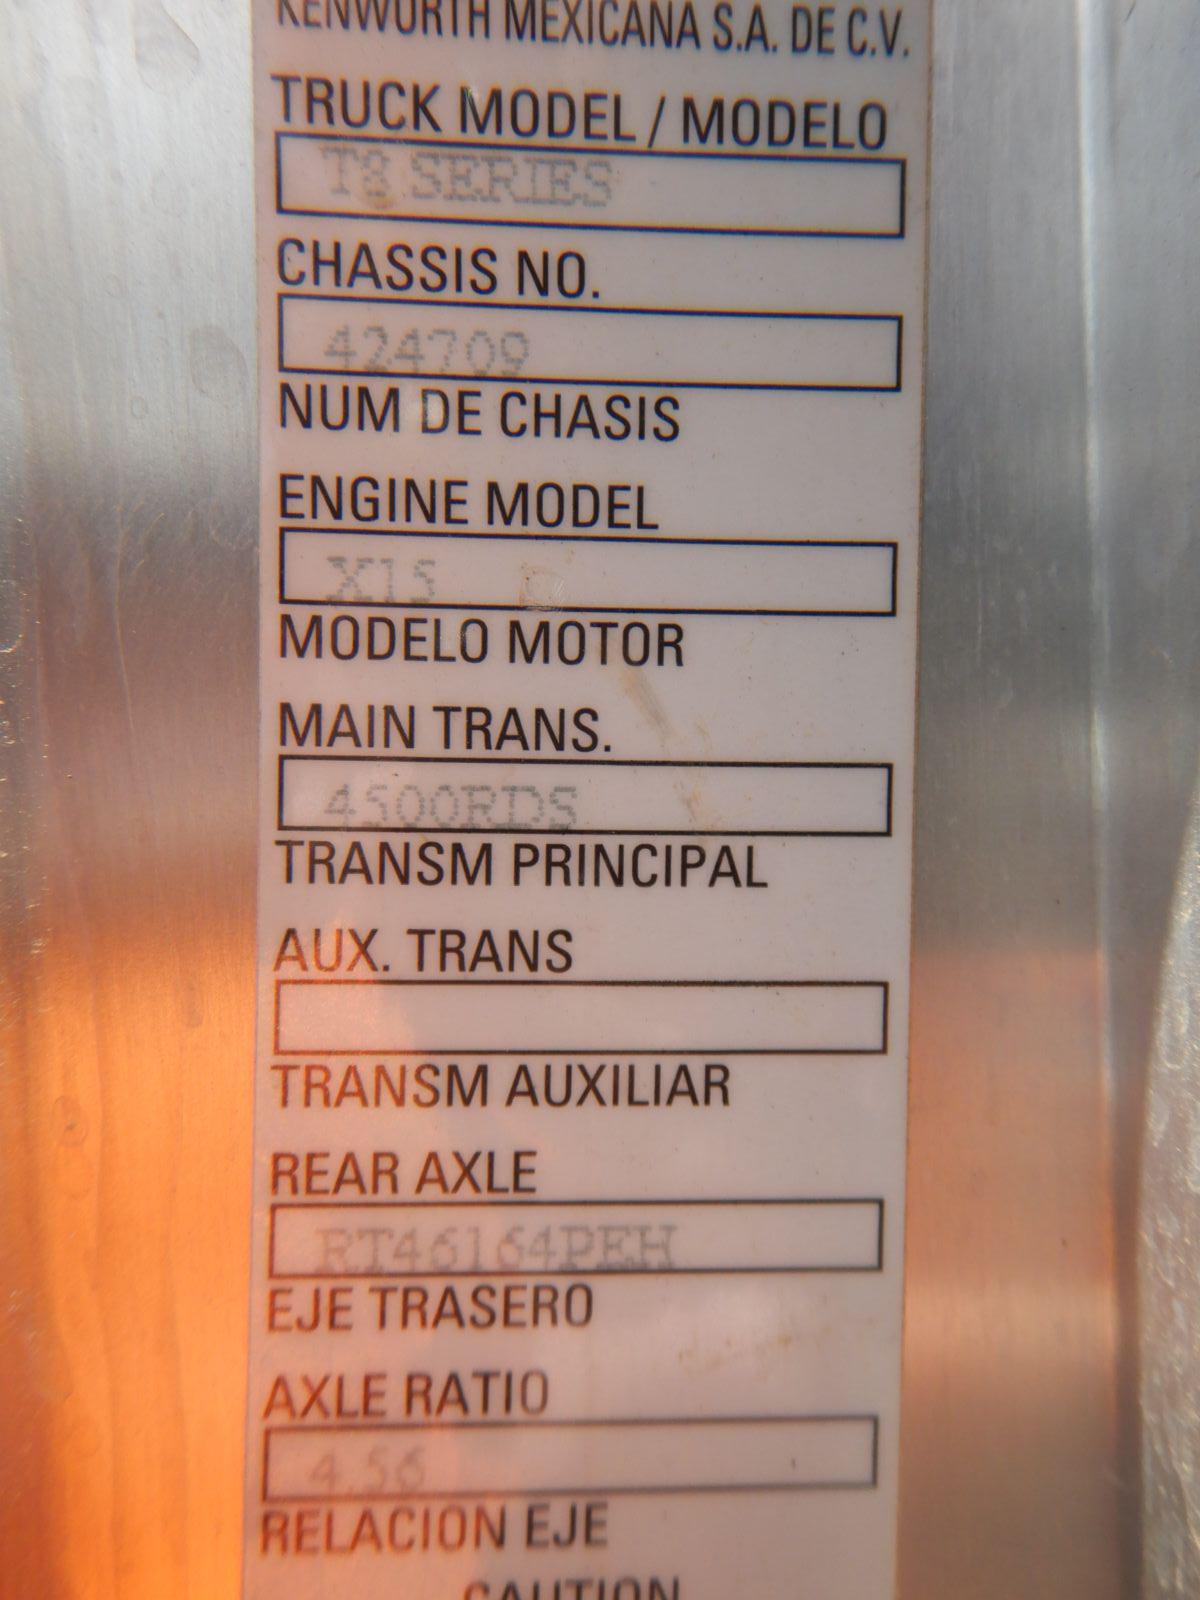 KENWORTH MEXICANA S.A. DE C.V.
TRUCK MODEL / MODELO
T8 SERIES
CHASSIS NO.
424709
NUM DE CHASIS
ENGINE MODEL
X15
MODELO MOTOR
MAIN TRANS.
4500RDS
TRANSM PRINCIPAL
AUX. TRANS
TRANSM AUXILIAR
REAR AXLE
RT46164PEH
EJE TRASERO
AXLE RATIO
4.56
RELACION EJE
CAUTION